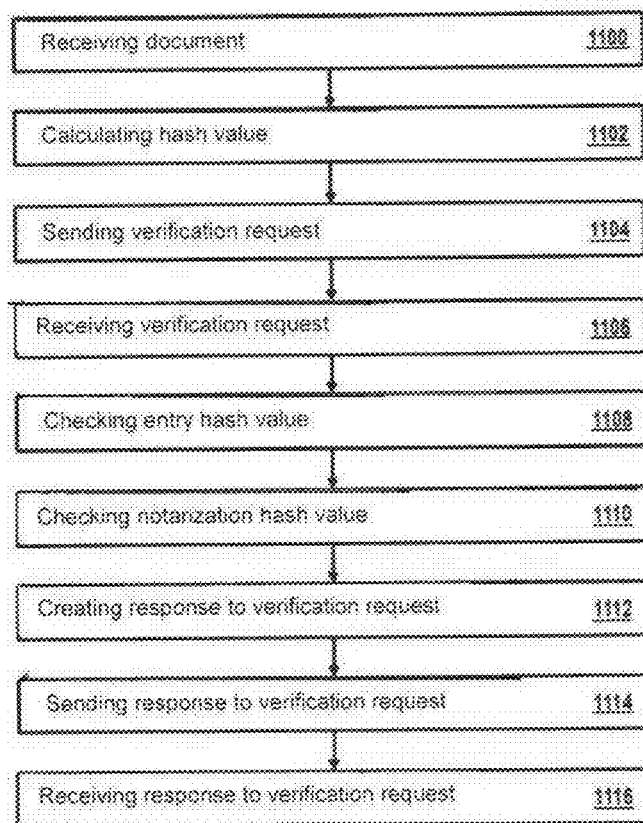 Receiving document 1100
Calculating hash value 1102
Sending verification request 1104
Receiving verification request 1106
Checking entry hash value 1108
Checking notarization hash value 1110
Creating response to verification request 1112
Sending response to verification request 1114
Receiving response to verification request 1116